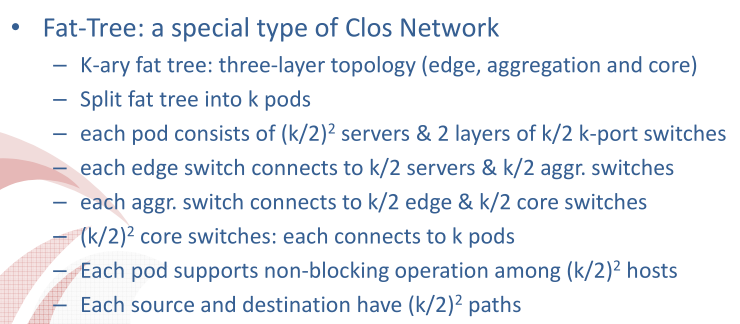 • Fat-Tree: a special type of Clos Network
– K-ary fat tree: three-layer topology (edge, aggregation and core)
– Split fat tree into k pods
– each pod consists of (k/2)² servers & 2 layers of k/2 k-port switches
– each edge switch connects to k/2 servers & k/2 aggr. switches
– each aggr. switch connects to k/2 edge & k/2 core switches
– (k/2)² core switches: each connects to k pods
– Each pod supports non-blocking operation among (k/2)² hosts
– Each source and destination have (k/2)² paths